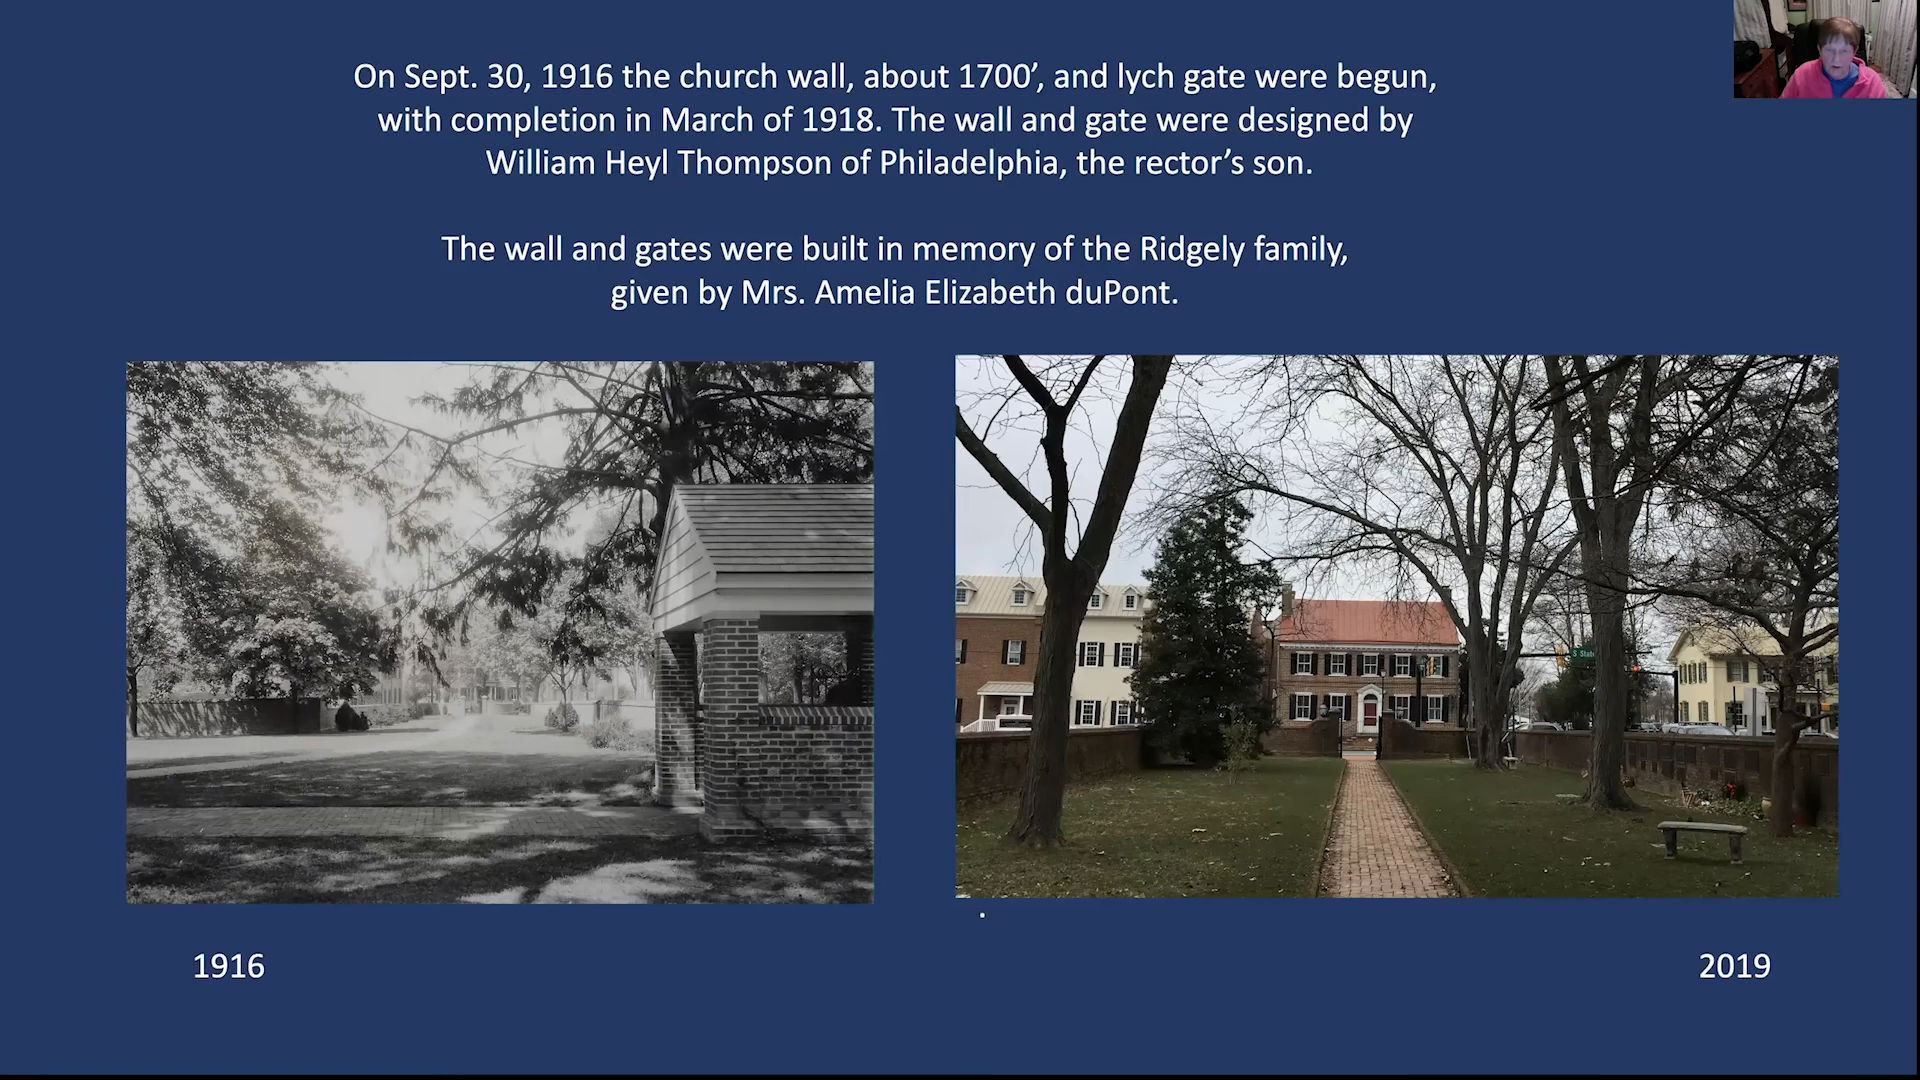 On Sept. 30, 1916 the church wall, about 1700’, and lych gate were begun,
with completion in March of 1918. The wall and gate were designed by
William Heyl Thompson of Philadelphia, the rector’s son.
The wall and gates were built in memory of the Ridgely family,
given by Mrs. Amelia Elizabeth duPont.
S State
.
1916
2019